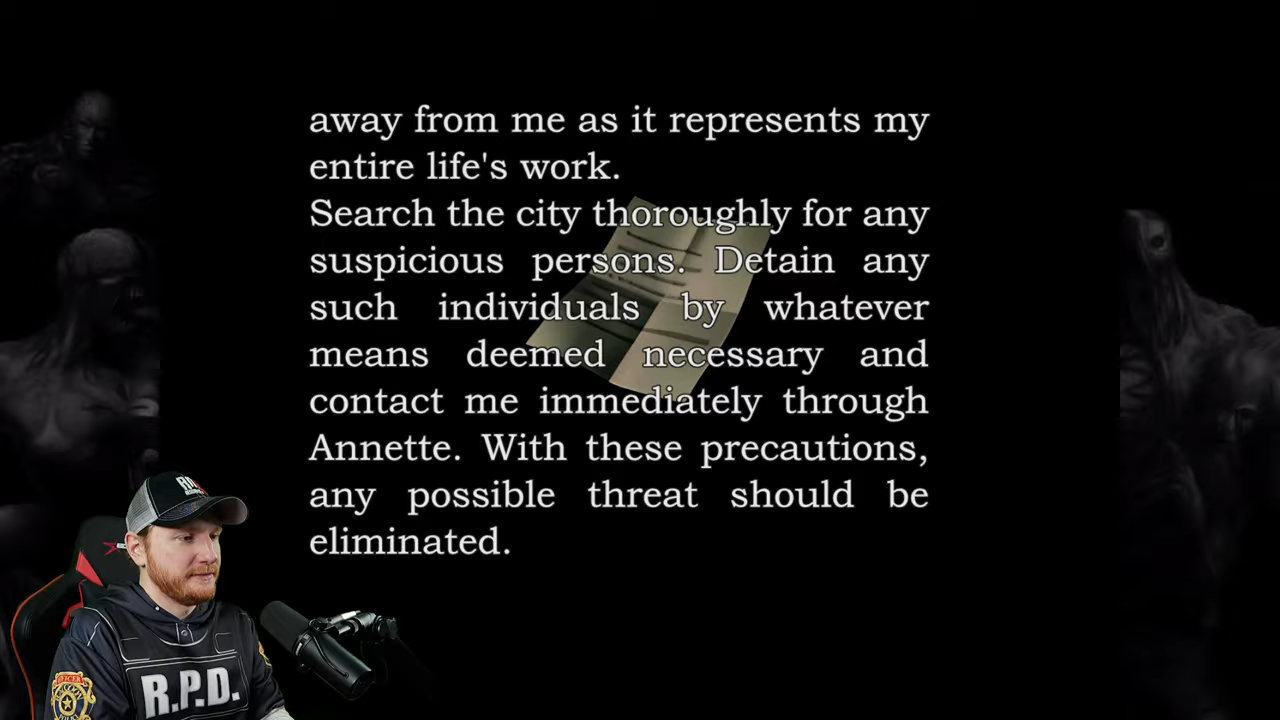 away from me as it represents my
entire life's work.
Search the city thoroughly for any
suspicious persons. Detain any
such individuals by whatever
means deemed necessary and
contact me immediately through
Annette. With these precautions,
any possible threat should be
eliminated.
R.P.D.